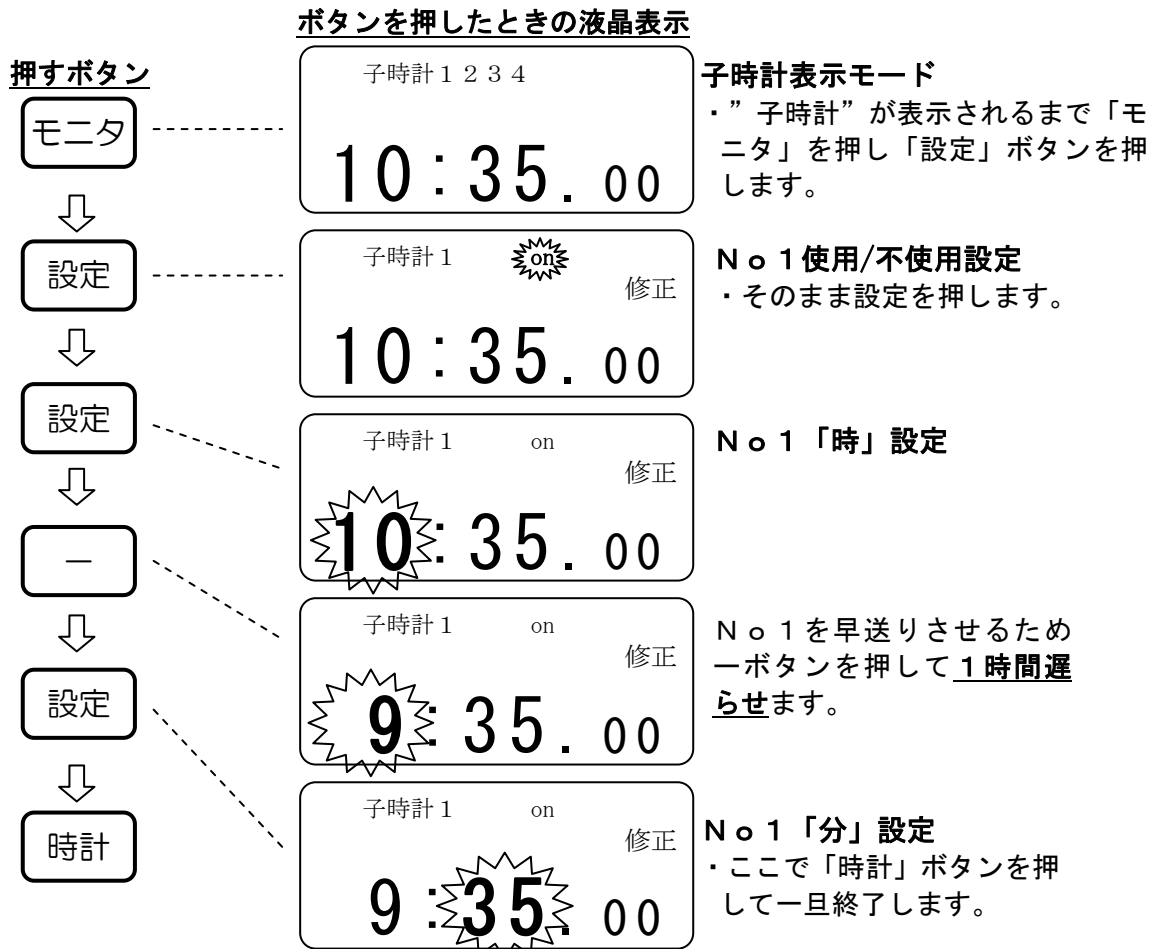 ボタンを押したときの液晶表示
押すボタン
モニタ
子時計１２３４
10:35.00
子時計表示モード
・”子時計”が表示されるまで「モ
ニタ」を押し「設定」ボタンを押
します。
設定
子時計１ on
修正
10:35.00
Ｎｏ１使用/不使用設定
・そのまま設定を押します。
設定
子時計１ on
修正
10:35.00
Ｎｏ１「時」設定
－
子時計１ on
修正
9:35.00
Ｎｏ１を早送りさせるため
－ボタンを押して１時間遅
らせます。
設定
子時計１ on
修正
9:35.00
Ｎｏ１「分」設定
・ここで「時計」ボタンを押
して一旦終了します。
時計